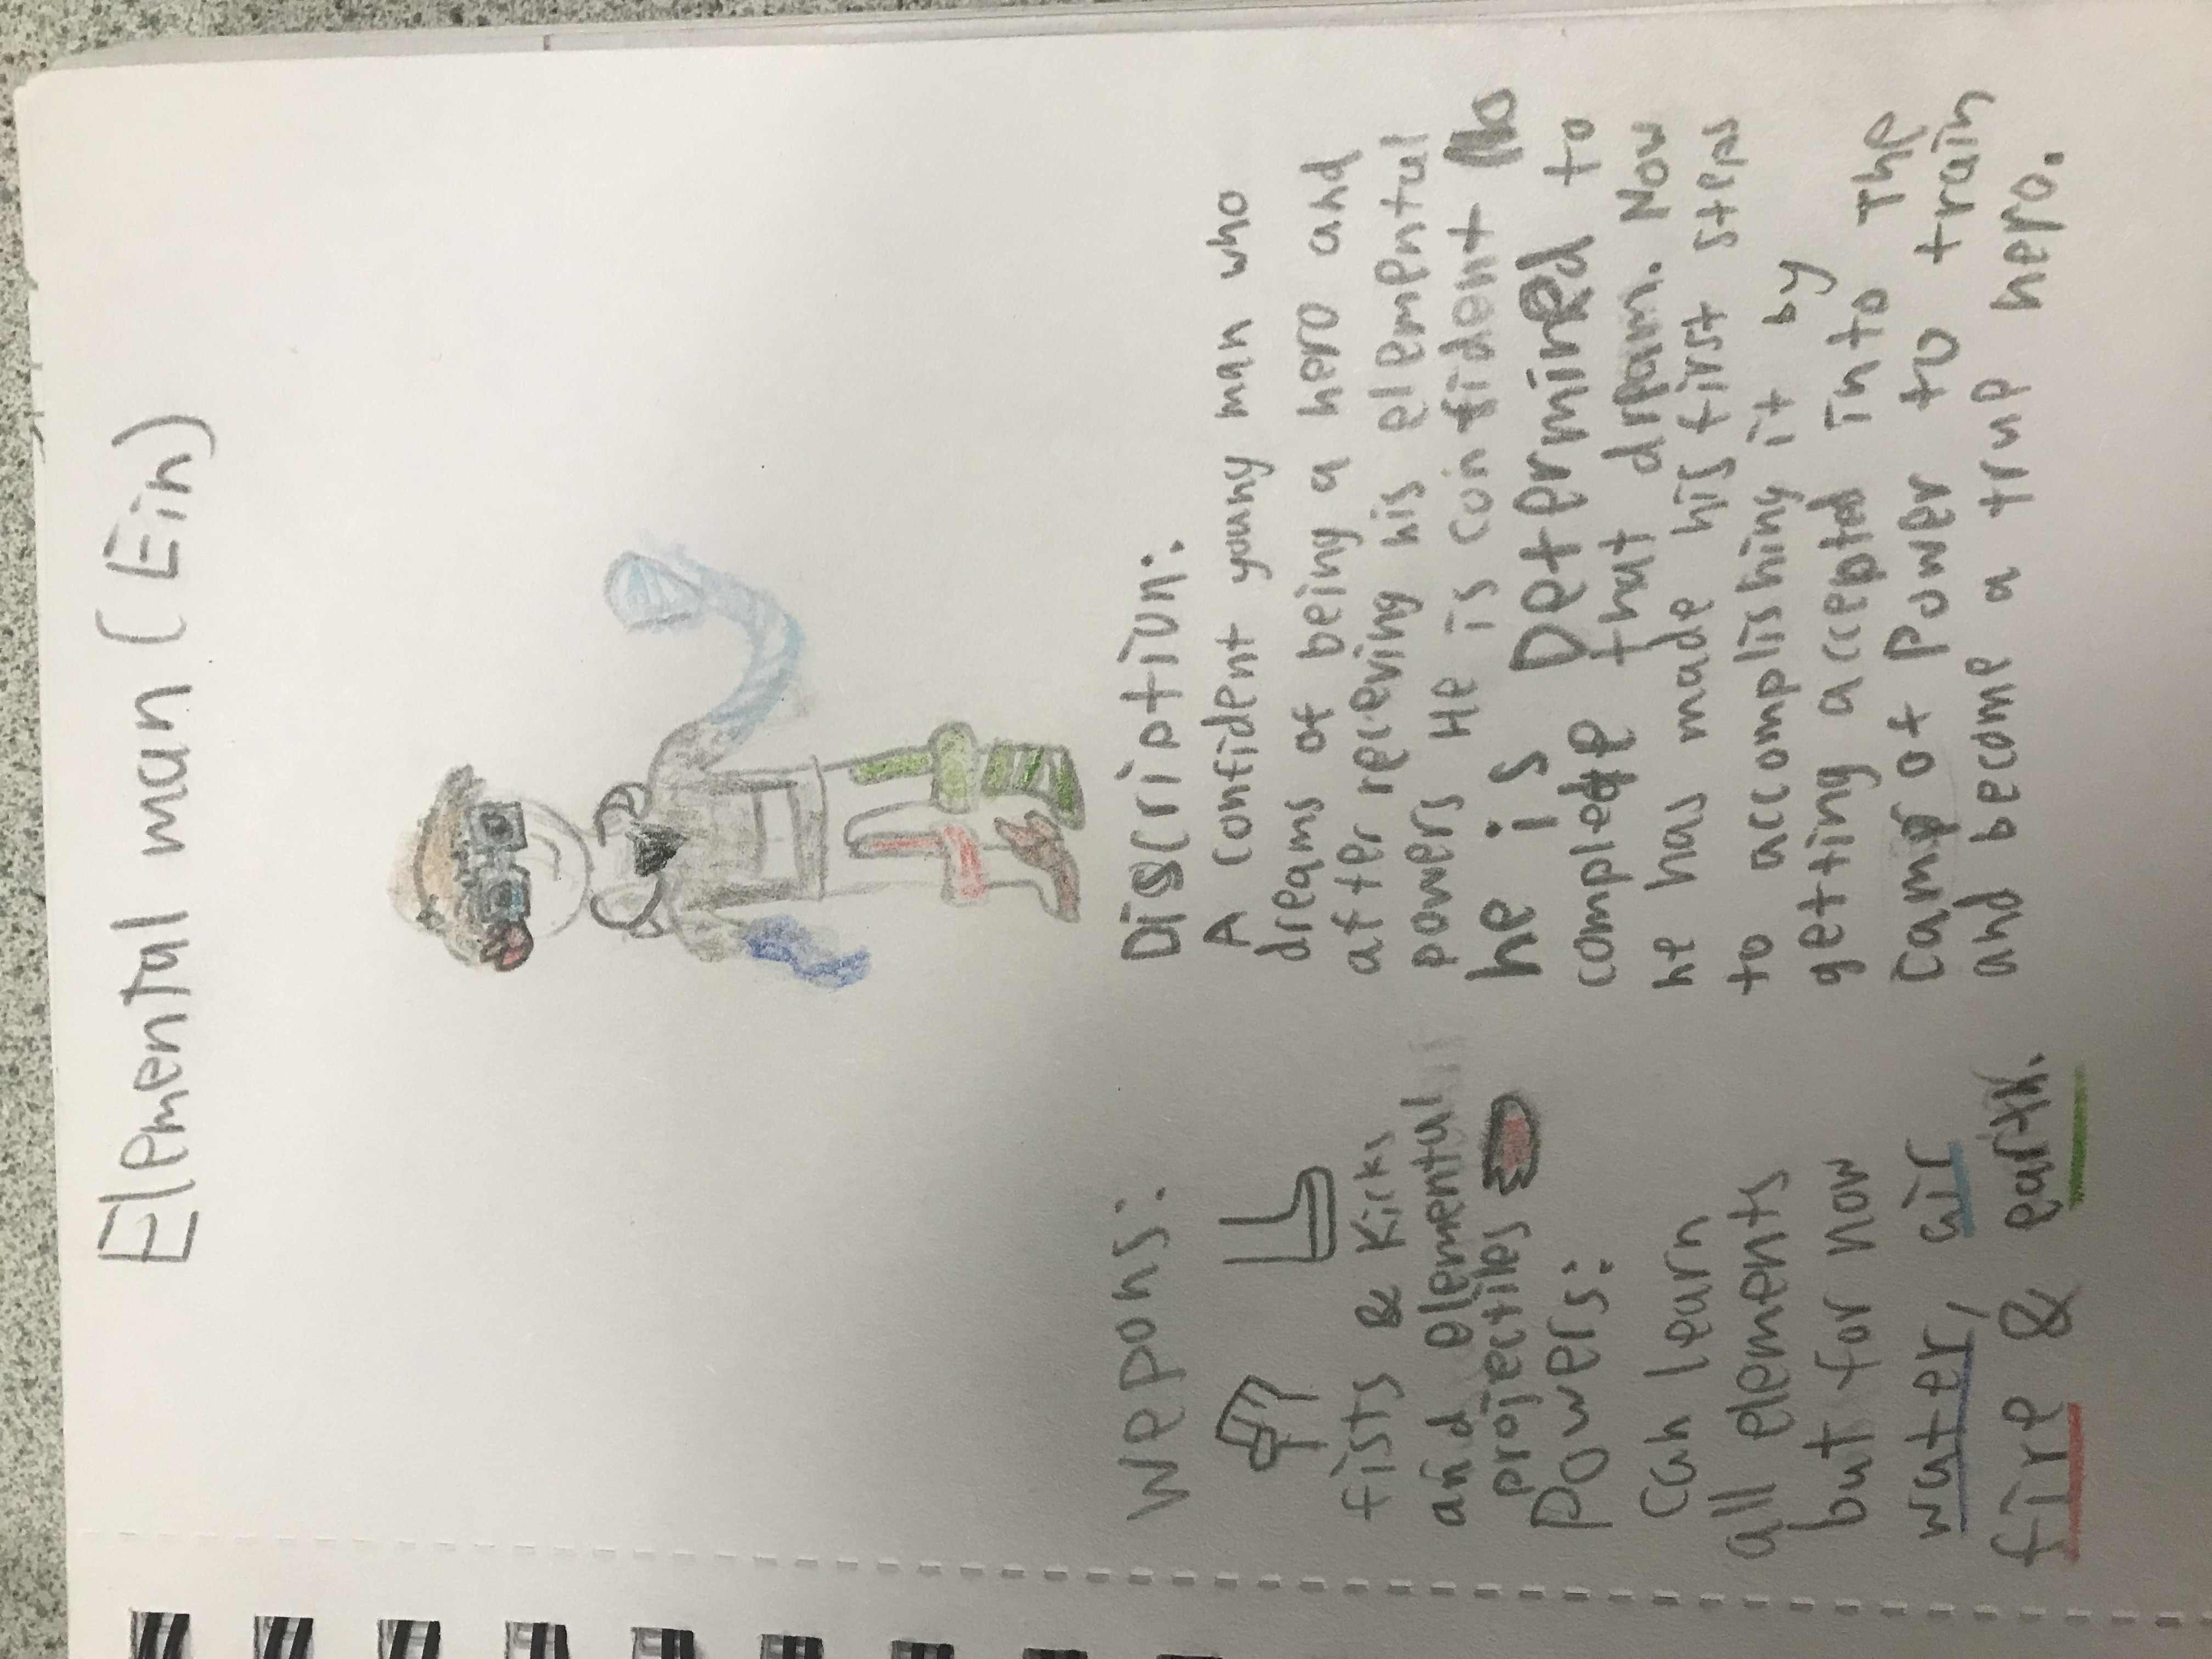 Elemental man (Ein)
Wepons:
fists & Kicks
and elemental
projectiles
Powers:
Can learn
all elements
but for now
water, air
fire & earth.
Discription:
A confident young man who
dreams of being a hero and
after receving his elemental
powers He is confident No
he is Determined to
complete that dream. Now
he has made his first steps
to accomplishing it by
getting accepted into The
Camp of Power to train
and become a true hero.